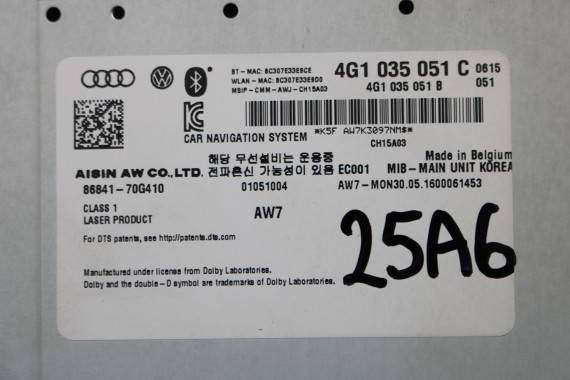 BT-MAC: 8C307E33E9CE
WLAN-MAC: 8C307E33E9D0
MSIP-CMM-AWJ-CH15A03
4G1 035 051 C 0615
4G1 035 051 B 051
*K5F AW7K3097NM$*
CAR NAVIGATION SYSTEM
CH15A03
해당 무선설비는 운용중
Made in Belgium
AISIN AW CO., LTD. 전파혼신 가능성이 있음 EC001 MIB-MAIN UNIT KOREA
86841-70G410 01051004 AW7-MON30.05.1600061453
CLASS 1
LASER PRODUCT
AW7
25A6
For DTS patents, see http://patents.dts.com.
Manufactured under license from Dolby Laboratories.
Dolby and the double-D symbol are trademarks of Dolby Laboratories.